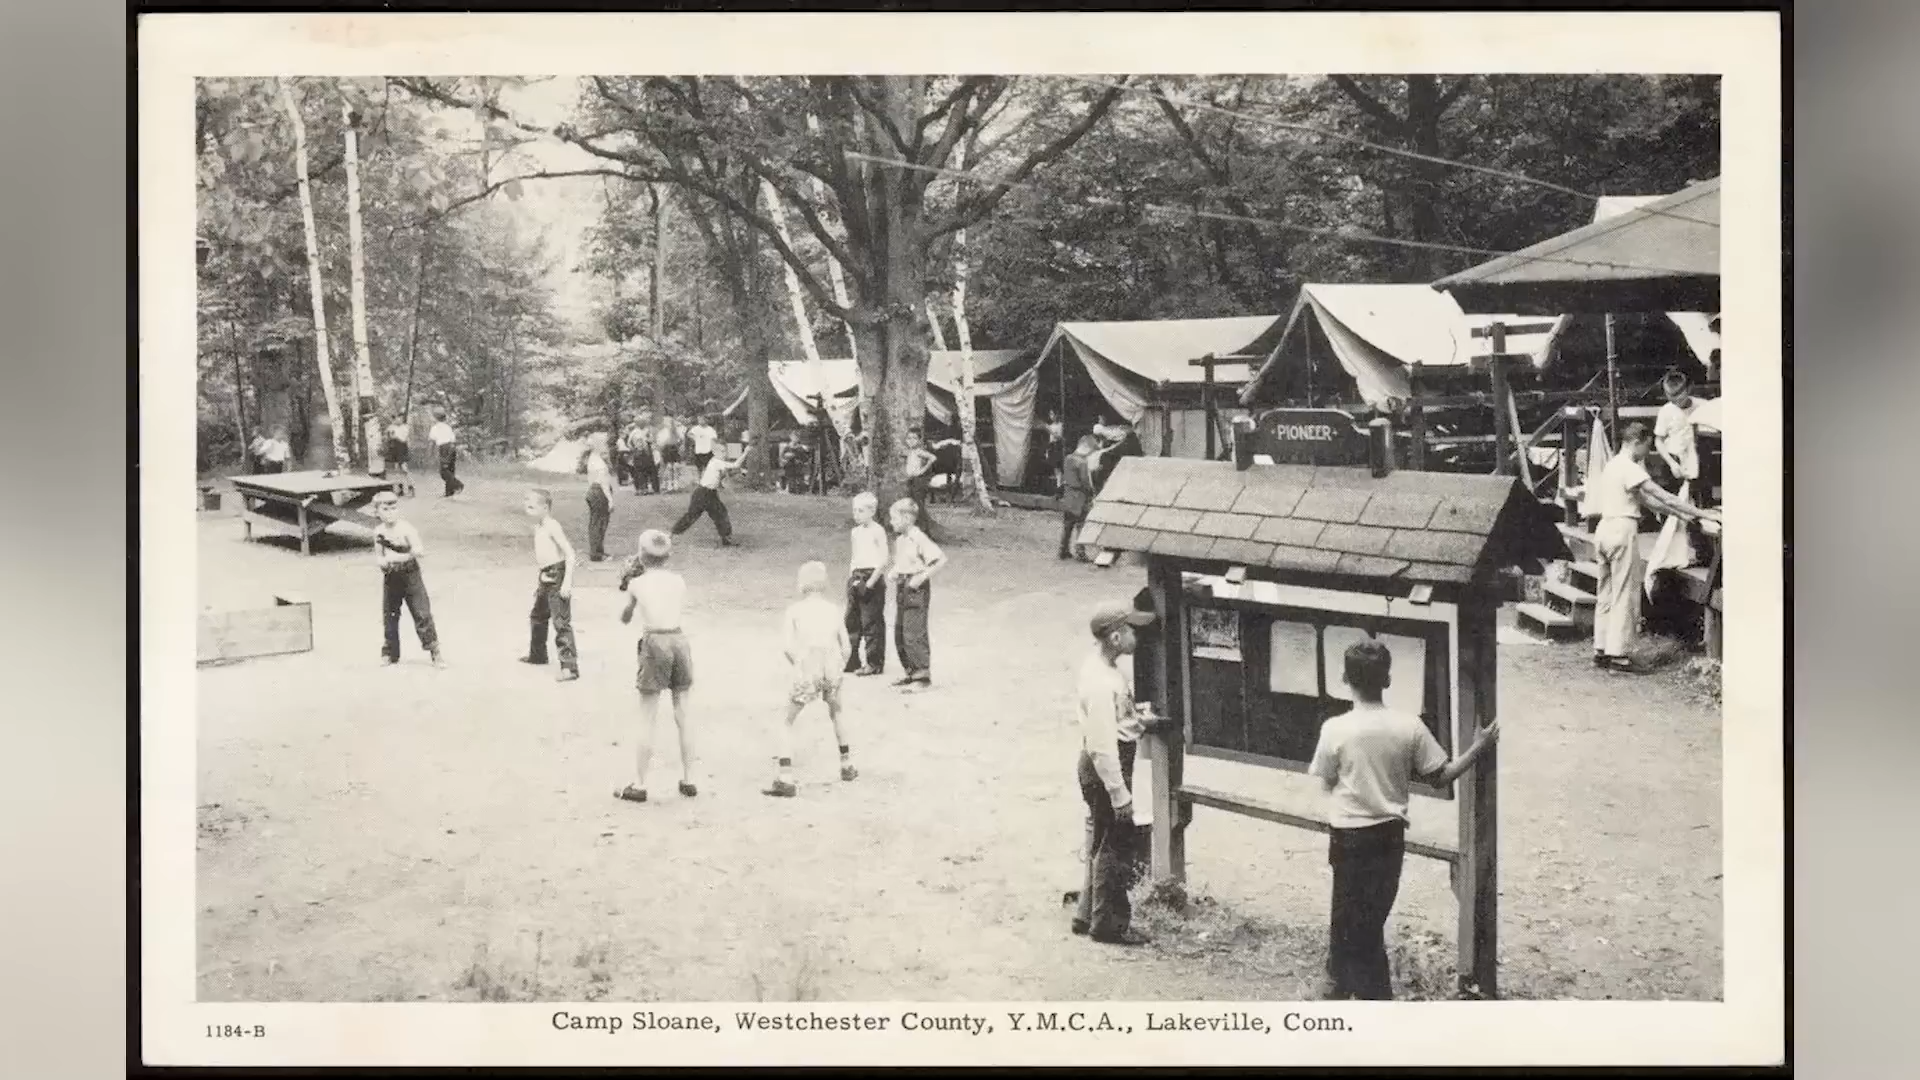 ·PIONEER·
1184-B
Camp Sloane, Westchester County, Y.M.C.A., Lakeville, Conn.